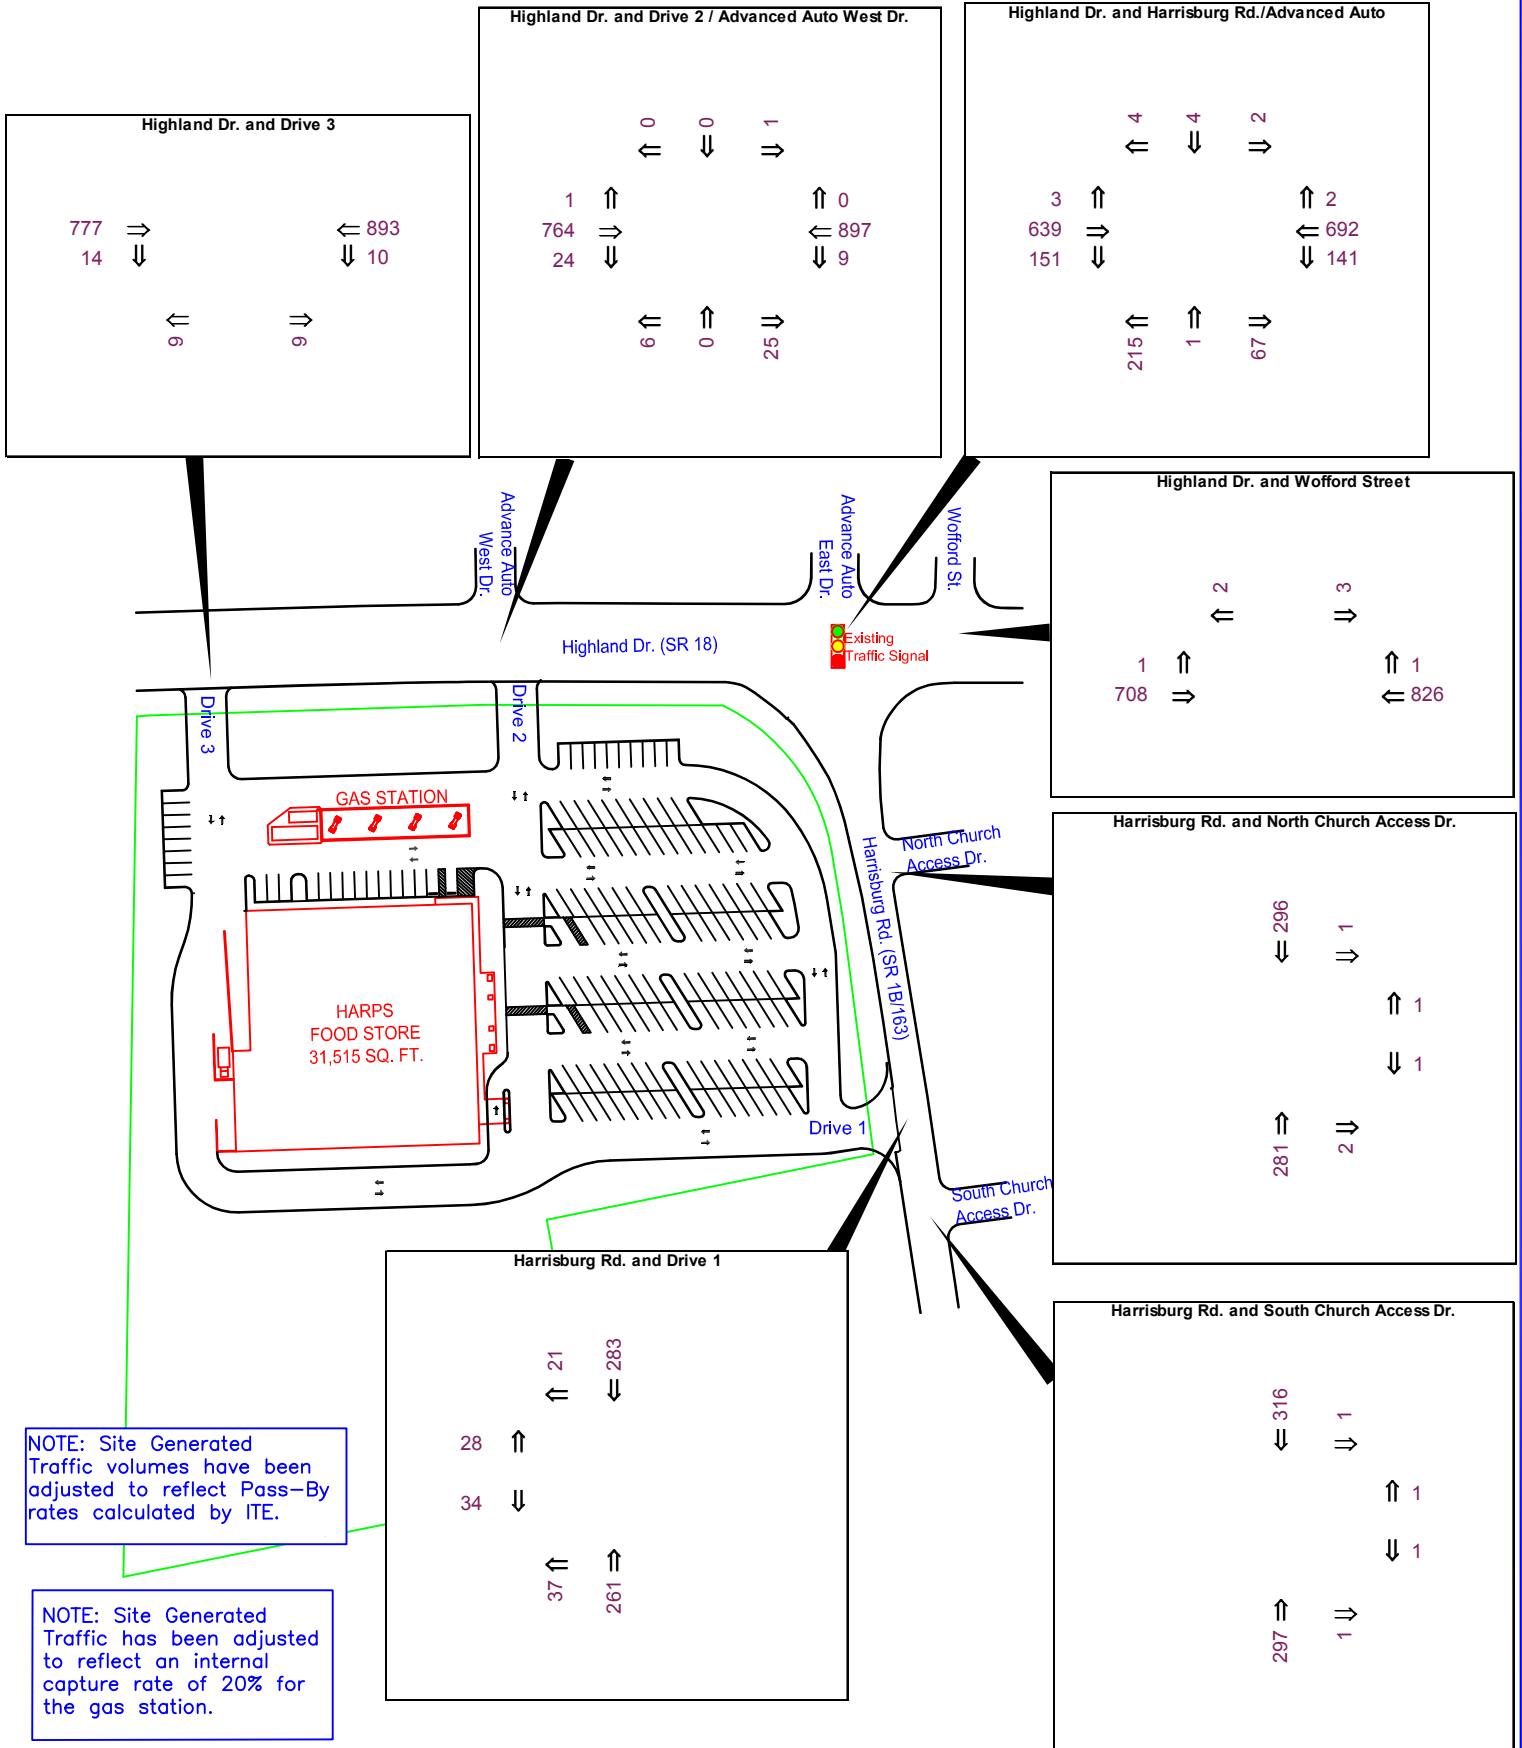 Highland Dr. and Drive 2 / Advanced Auto West Dr.
0 0 1
1 0
764 897
24 9
6 0 25
Highland Dr. and Harrisburg Rd./Advanced Auto
4 4 2
3 2
639 692
151 141
215 1 67
Highland Dr. and Drive 3
777 893
14 10
9 9
Highland Dr. and Wofford Street
2 3
1 1
708 826
Advance Auto
West Dr.
Advance Auto
East Dr.
Wofford St.
Highland Dr. (SR 18)
Existing
Traffic Signal
Drive 3
Drive 2
GAS STATION
North Church
Access Dr.
Harrisburg Rd. (SR 1B/163)
HARPS
FOOD STORE
31,515 SQ. FT.
Drive 1
South Church
Access Dr.
Harrisburg Rd. and North Church Access Dr.
296 1
1
1
281 2
Harrisburg Rd. and Drive 1
21 283
28
34
37 261
Harrisburg Rd. and South Church Access Dr.
316 1
1
1
297 1
NOTE: Site Generated
Traffic volumes have been
adjusted to reflect Pass-By
rates calculated by ITE.
NOTE: Site Generated
Traffic has been adjusted
to reflect an internal
capture rate of 20% for
the gas station.